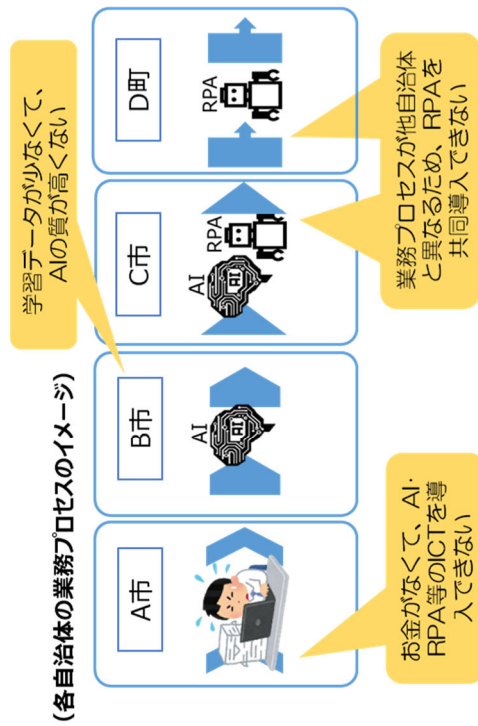 (各自治体の業務プロセスのイメージ)
学習データが少なくて、
AIの質が高くない
A市
B市
AI
AI
C市
AI
AI
RPA
D町
RPA
お金がなくて、AI・
RPA等のICTを導
入できない
業務プロセスが他自治体
と異なるため、RPAを
共同導入できない